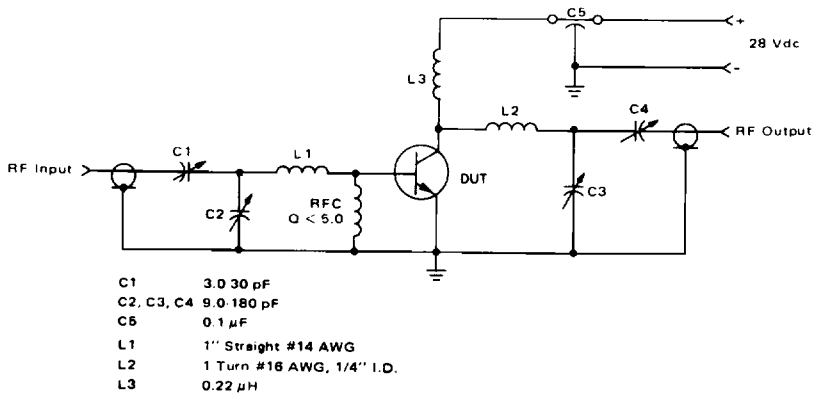 C5
+
28 Vdc
-
L3
L2
C4
RF Output
C1
L1
RF Input
DUT
C2
RFC
Q < 5.0
C3
C1 3.0 30 pF
C2, C3, C4 9.0-180 pF
C5 0.1 μF
L1 1" Straight #14 AWG
L2 1 Turn #16 AWG, 1/4" I.D.
L3 0.22 μH